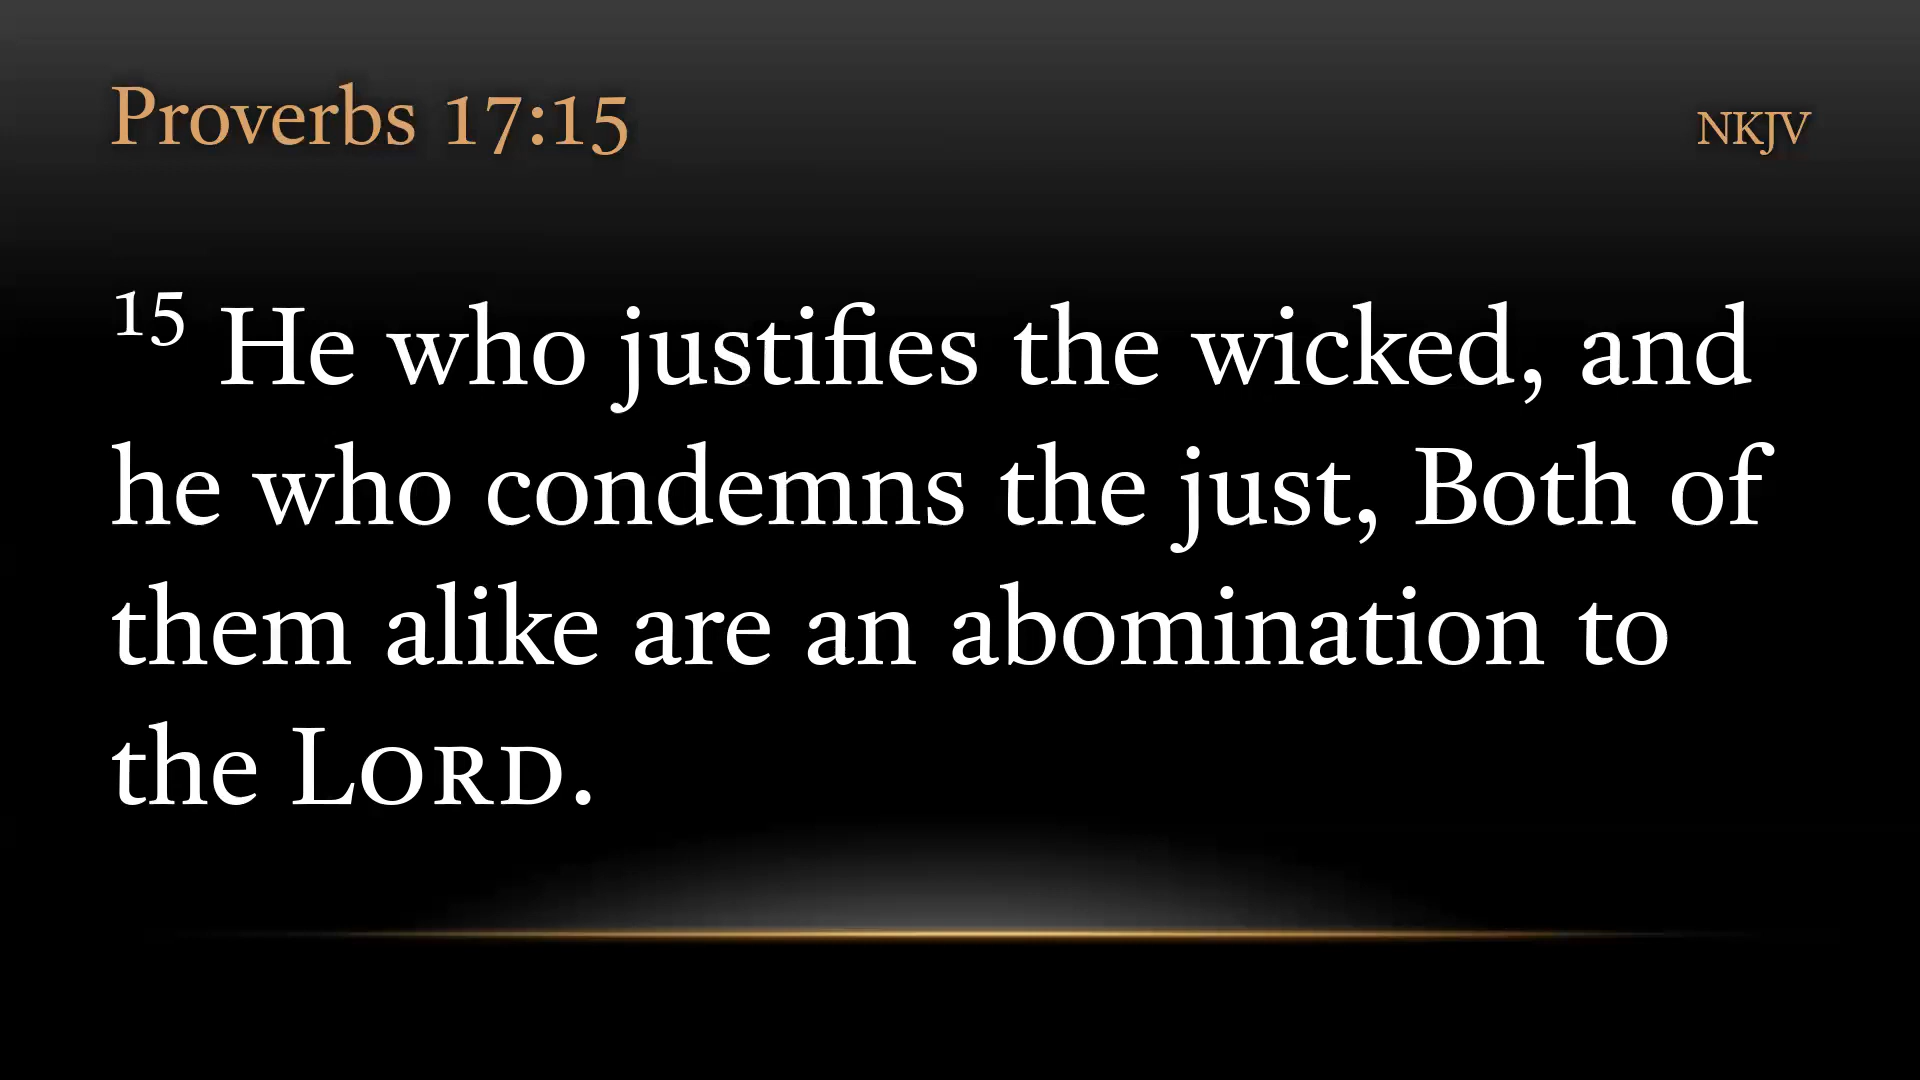 Proverbs 17:15
NKJV
15 He who justifies the wicked, and
he who condemns the just, Both of
them alike are an abomination to
the LORD.